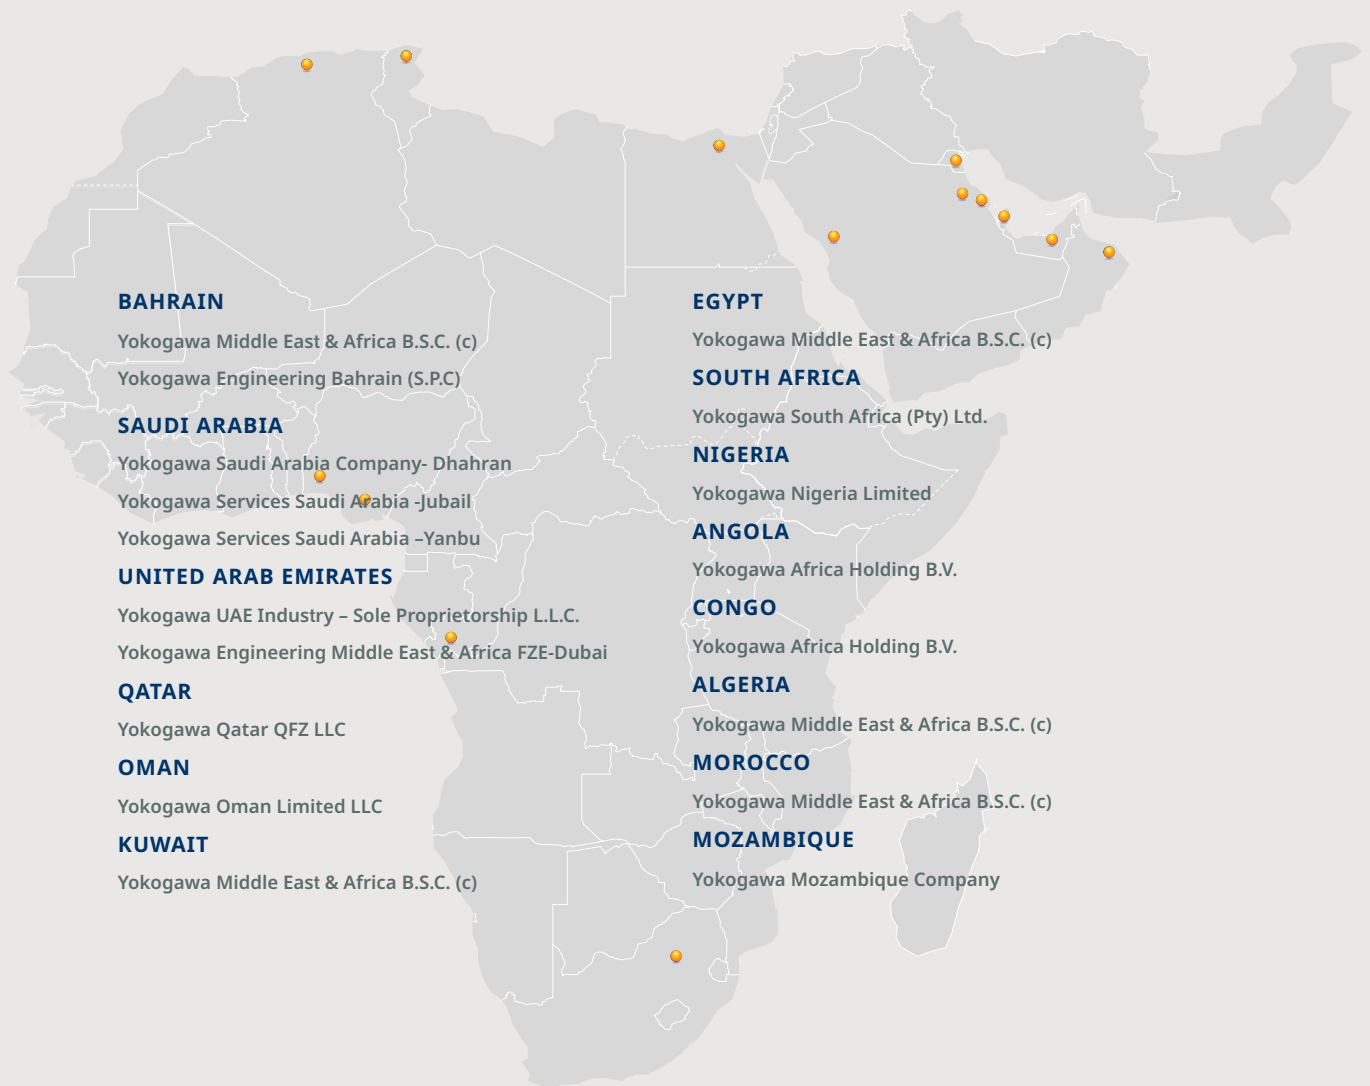 BAHRAIN
Yokogawa Middle East & Africa B.S.C. (c)
Yokogawa Engineering Bahrain (S.P.C)
SAUDI ARABIA
Yokogawa Saudi Arabia Company- Dhahran
Yokogawa Services Saudi Arabia -Jubail
Yokogawa Services Saudi Arabia –Yanbu
UNITED ARAB EMIRATES
Yokogawa UAE Industry – Sole Proprietorship L.L.C.
Yokogawa Engineering Middle East & Africa FZE-Dubai
QATAR
Yokogawa Qatar QFZ LLC
OMAN
Yokogawa Oman Limited LLC
KUWAIT
Yokogawa Middle East & Africa B.S.C. (c)
EGYPT
Yokogawa Middle East & Africa B.S.C. (c)
SOUTH AFRICA
Yokogawa South Africa (Pty) Ltd.
NIGERIA
Yokogawa Nigeria Limited
ANGOLA
Yokogawa Africa Holding B.V.
CONGO
Yokogawa Africa Holding B.V.
ALGERIA
Yokogawa Middle East & Africa B.S.C. (c)
MOROCCO
Yokogawa Middle East & Africa B.S.C. (c)
MOZAMBIQUE
Yokogawa Mozambique Company